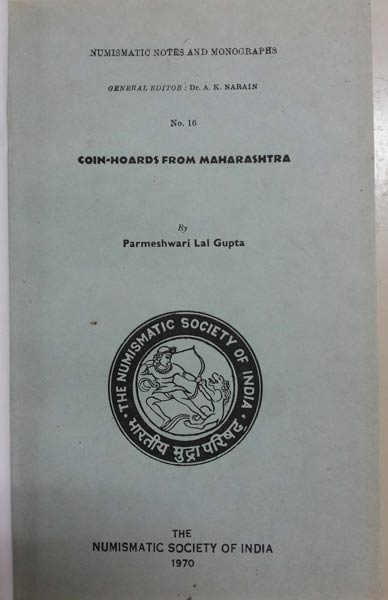 NUMISMATIC NOTES AND MONOGRAPHS
GENERAL EDITOR : Dr. A. K. NARAIN
No. 16
COIN-HOARDS FROM MAHARASHTRA
By
Parmeshwari Lal Gupta
THE NUMISMATIC SOCIETY OF INDIA
भारतीय मुद्रा परिषद्
THE
NUMISMATIC SOCIETY OF INDIA
1970